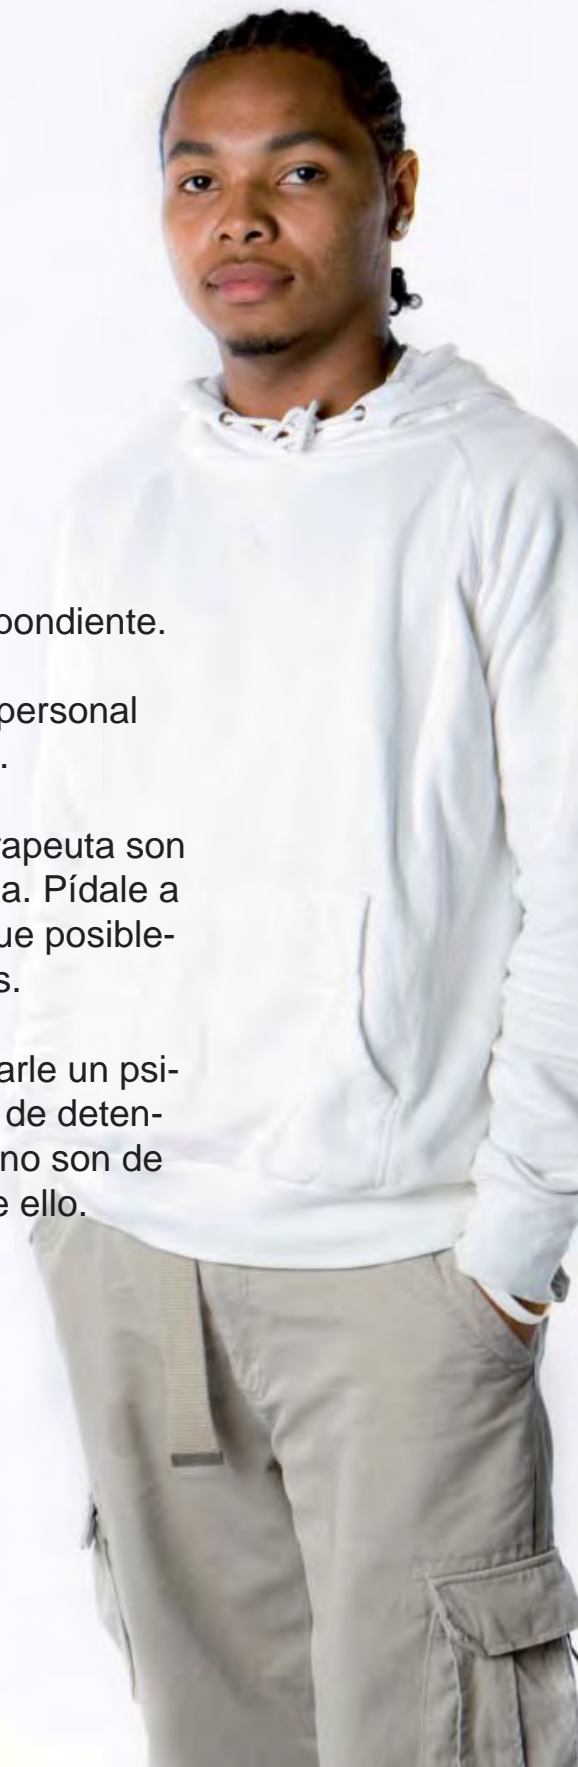 pondiente.
personal
.
rapeuta son
a. Pídale a
ue posible-
s.
arle un psi-
de deten-
no son de
e ello.